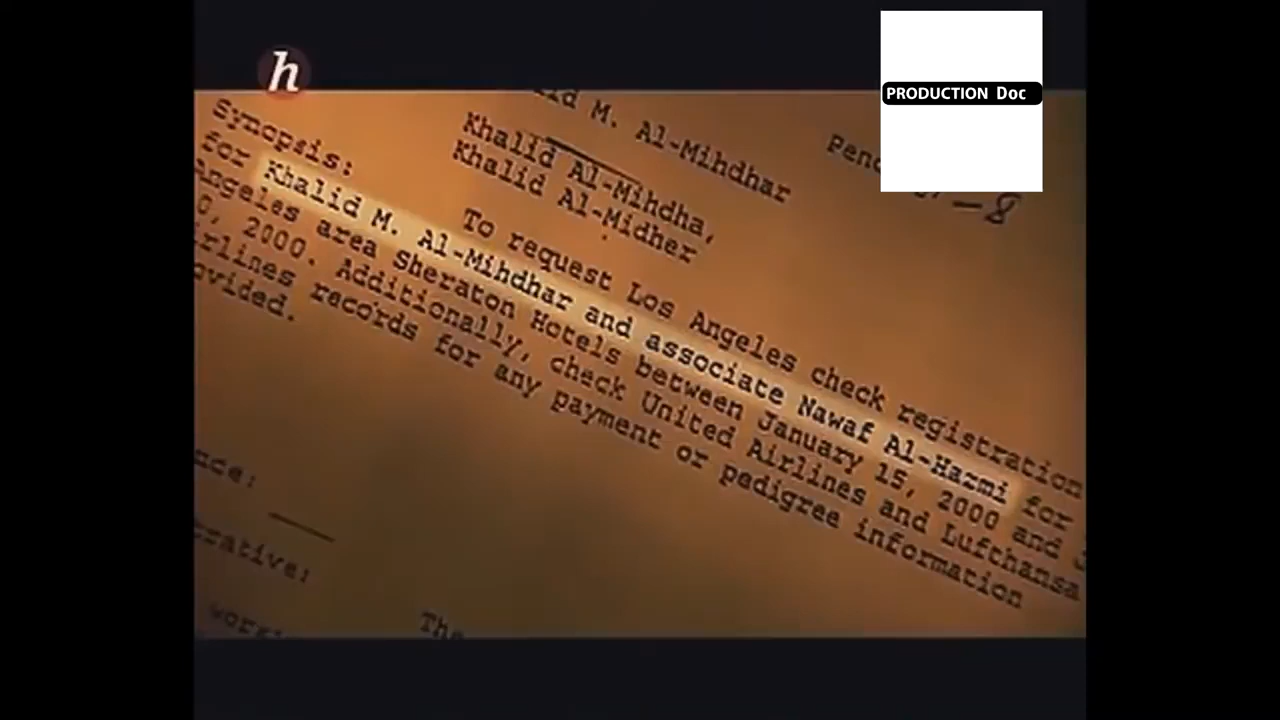 h
PRODUCTION Doc
M. Al-Mihdhar
Khalid Al-Mihdha,
Khalid Al-Midher
-8
Synopsis: To request Los Angeles check registration
for Khalid M. Al-Mihdhar and associate Nawaf Al-Hazmi for
Angeles area Sheraton Hotels between January 15, 2000 and J
0, 2000. Additionally, check United Airlines and Lufthansa
irlines records for any payment or pedigree information
ovided.
nce:
rative:
The